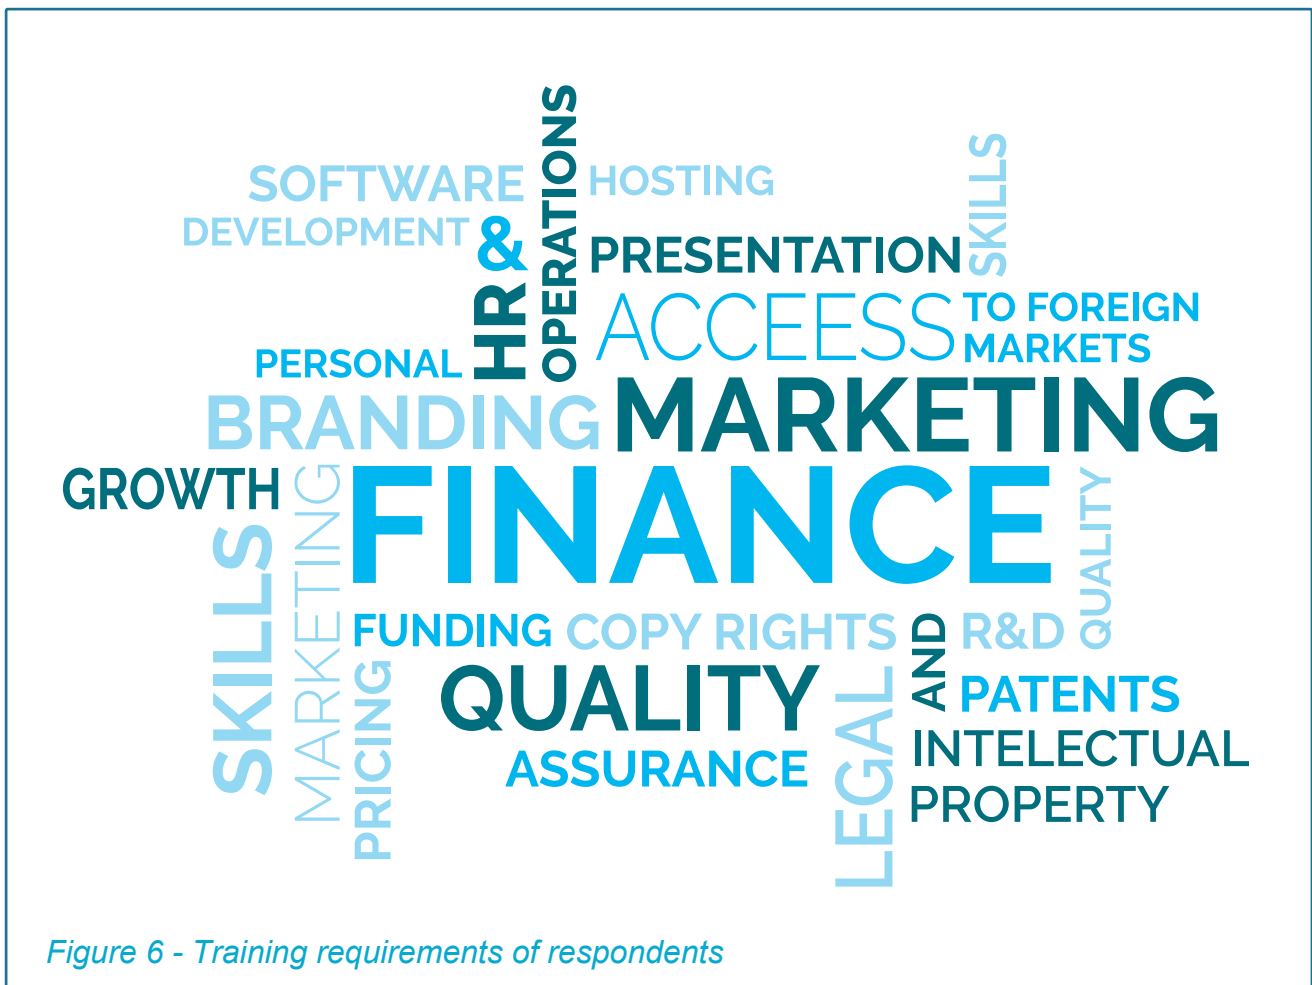 SOFTWARE
DEVELOPMENT
HR &
OPERATIONS
HOSTING
PRESENTATION
SKILLS
ACCEESS
TO FOREIGN
MARKETS
PERSONAL
BRANDING
MARKETING
GROWTH
SKILLS
MARKETING
FINANCE
QUALITY
FUNDING
COPY RIGHTS
R&D
PRICING
QUALITY
ASSURANCE
LEGAL
AND
PATENTS
INTELECTUAL
PROPERTY
Figure 6 - Training requirements of respondents